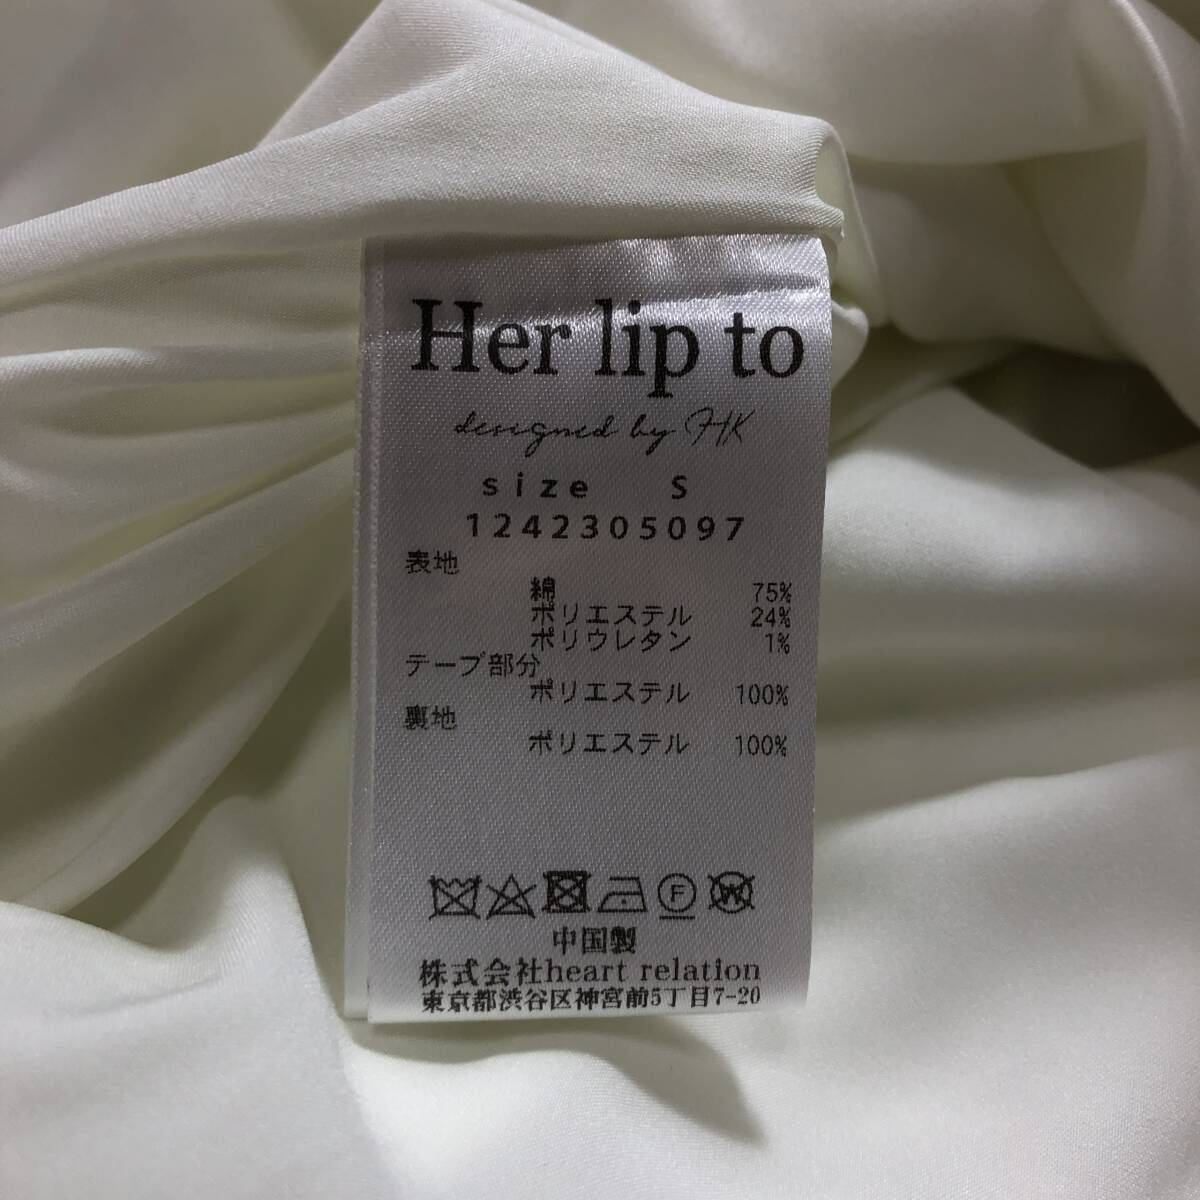 Her lip to
designed by HK
size S
1242305097
表地
綿 75%
ポリエステル 24%
ポリウレタン 1%
テープ部分
ポリエステル 100%
裏地
ポリエステル 100%
F W
中国製
株式会社heart relation
東京都渋谷区神宮前5丁目7-20